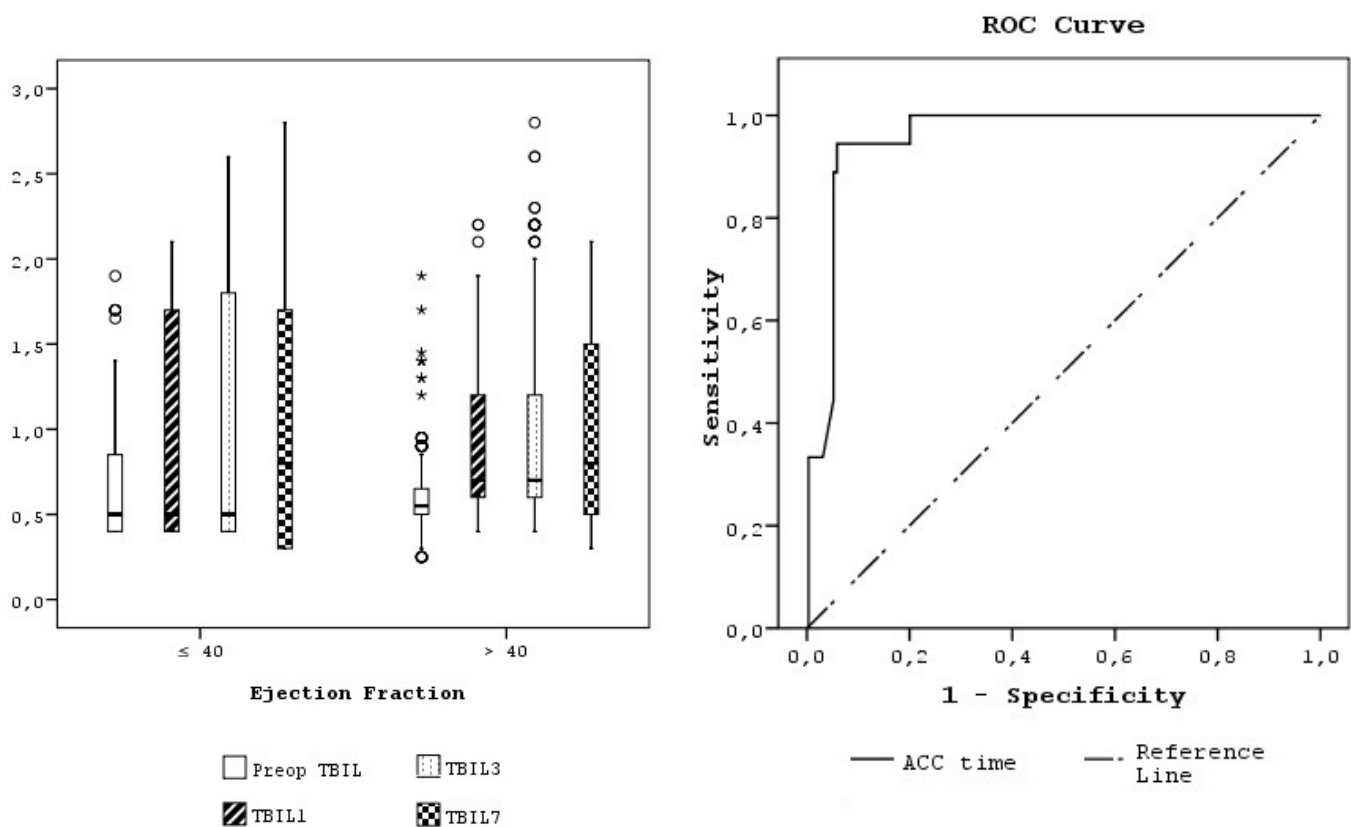 ROC Curve
3,0
2,5
2,0
1,5
1,0
0,5
0,0
≤ 40
> 40
Ejection Fraction
Preop TBIL
TBIL3
TBIL1
TBIL7
Sensitivity
1,0
0,8
0,6
0,4
0,2
0,0
0,0 0,2 0,4 0,6 0,8 1,0
1 - Specificity
ACC time
Reference
Line